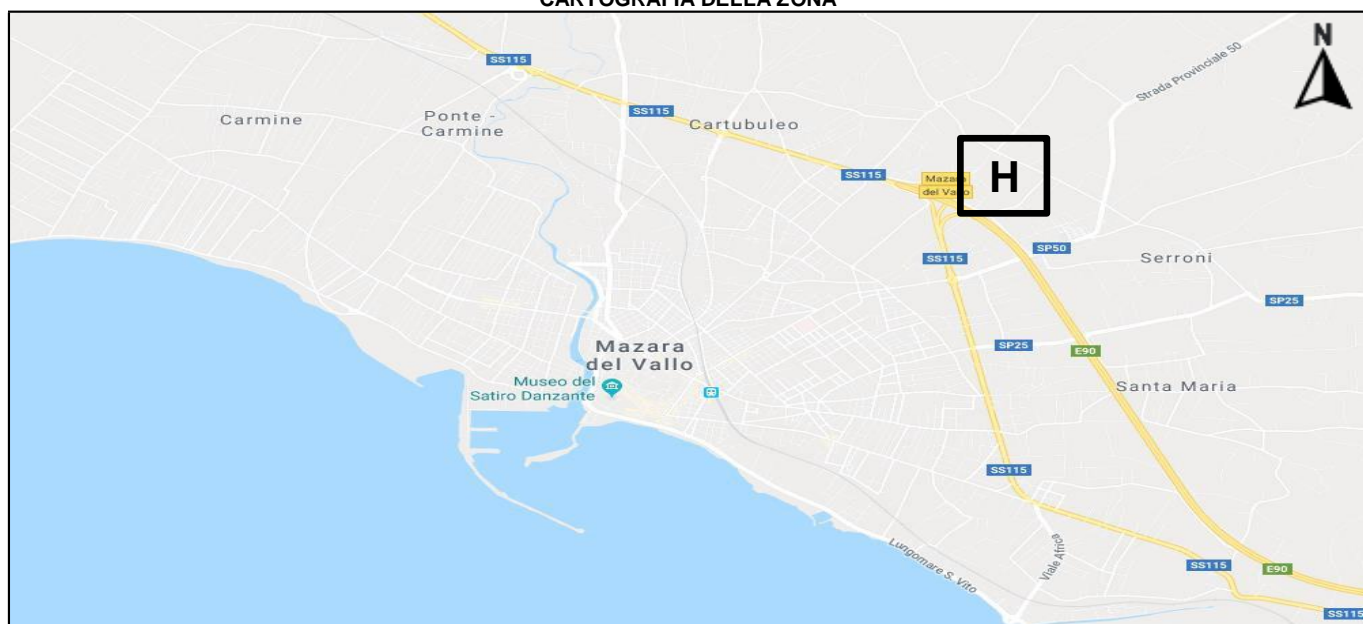 CARTOGRAFIA DELLA ZONA
N
SS115
Strada Provinciale 50
Carmine
Ponte -
Carmine
SS115
Cartubuleo
H
SS115
Mazara
del Vallo
SP50
SS115
Serroni
SP25
Mazara
del Vallo
SP25
E90
Museo del
Satiro Danzante
Santa Maria
SS115
Lungomare S. Vito
Viale Africa
SS115
E90
SS115